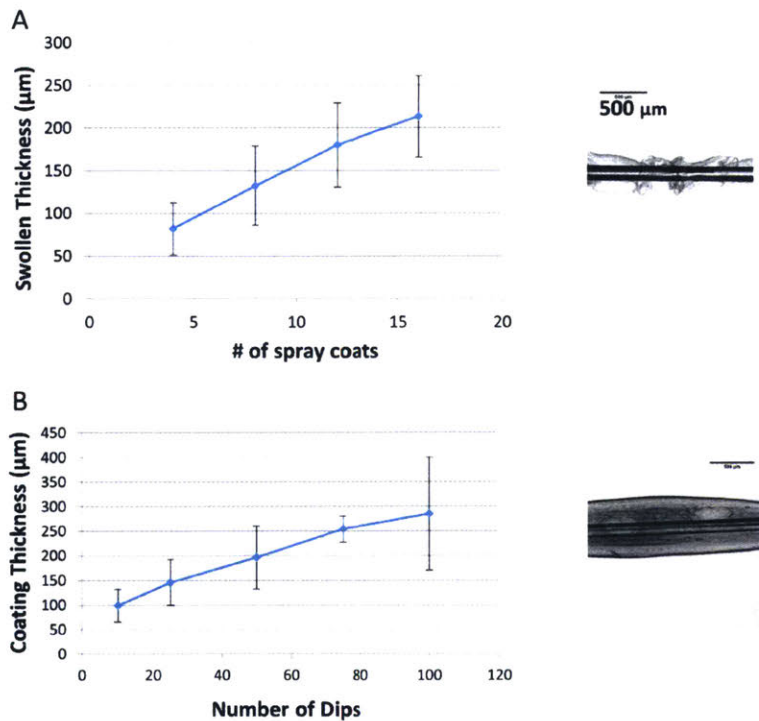 A
Swollen Thickness (μm)
300
250
200
150
100
50
0
0 5 10 15 20
# of spray coats
500 μm
B
Coating Thickness (μm)
450
400
350
300
250
200
150
100
50
0
0 20 40 60 80 100 120
Number of Dips